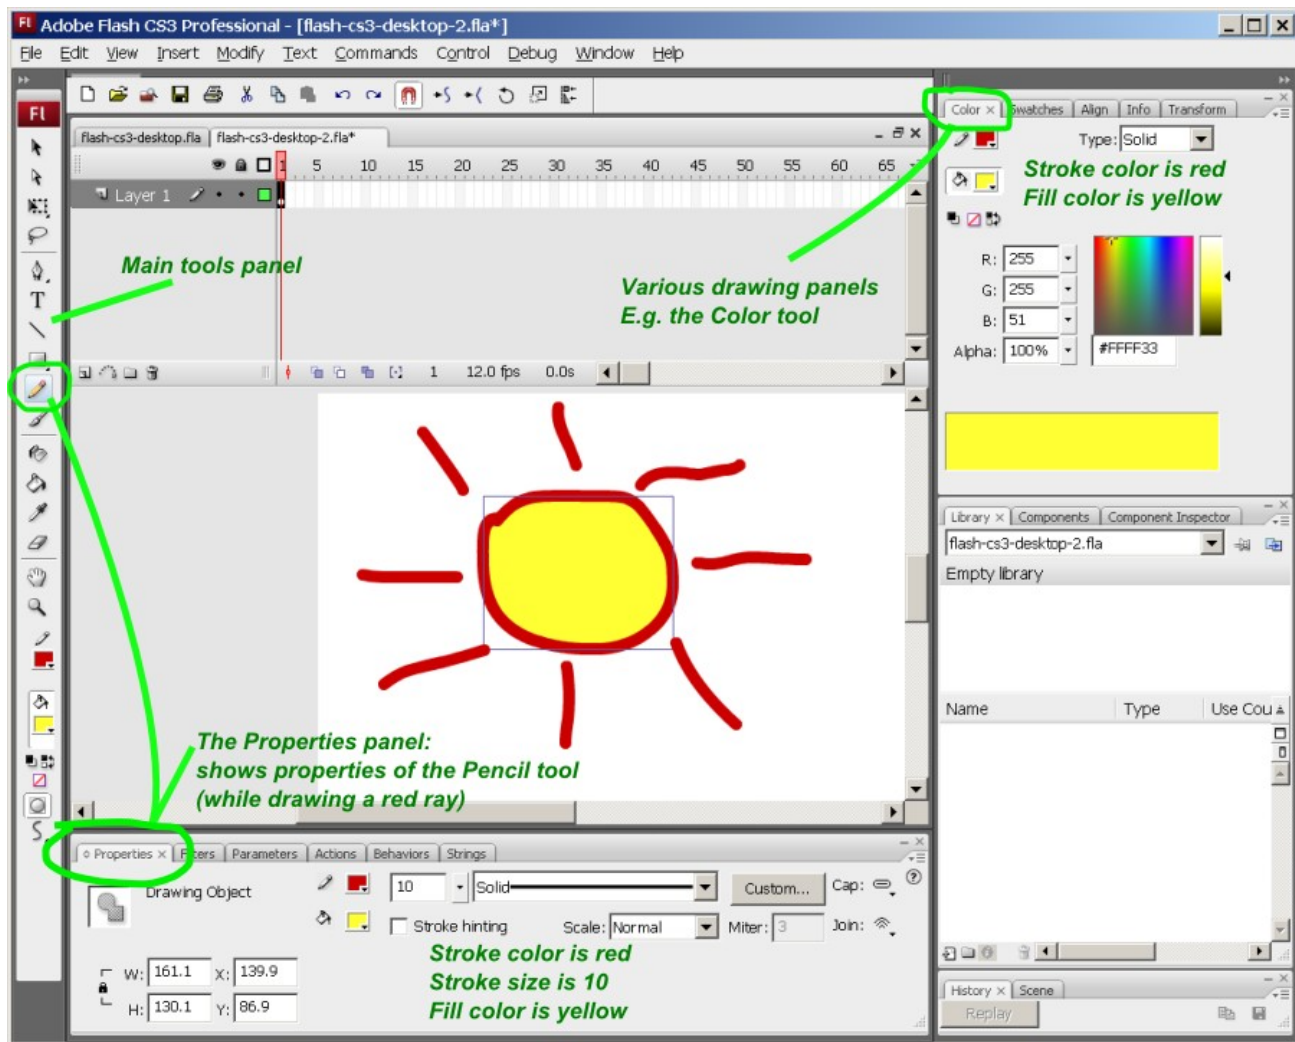 Fl Adobe Flash CS3 Professional - [flash-cs3-desktop-2.fla*]
File Edit View Insert Modify Text Commands Control Debug Window Help
Fl
flash-cs3-desktop.fla flash-cs3-desktop-2.fla*
1 5 10 15 20 25 30 35 40 45 50 55 60 65
Layer 1
Main tools panel
Various drawing panels
E.g. the Color tool
1 12.0 fps 0.0s
T
Color Swatches Align Info Transform
Type: Solid
Stroke color is red
Fill color is yellow
R: 255
G: 255
B: 51
Alpha: 100% #FFFF33
Library Components Component Inspector
flash-cs3-desktop-2.fla
Empty library
Name Type Use Cou
The Properties panel:
shows properties of the Pencil tool
(while drawing a red ray)
Properties Filters Parameters Actions Behaviors Strings
Drawing Object 10 Solid Custom... Cap:
Stroke hinting Scale: Normal Miter: 3 Join:
Stroke color is red
Stroke size is 10
Fill color is yellow
W: 161.1 X: 139.9
H: 130.1 Y: 86.9
History Scene
Replay